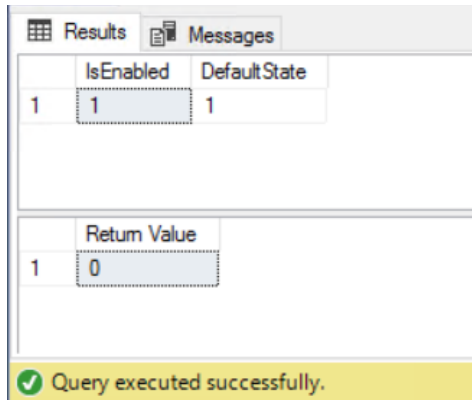 Results Messages
IsEnabled DefaultState
1 1 1
Return Value
1 0
Query executed successfully.